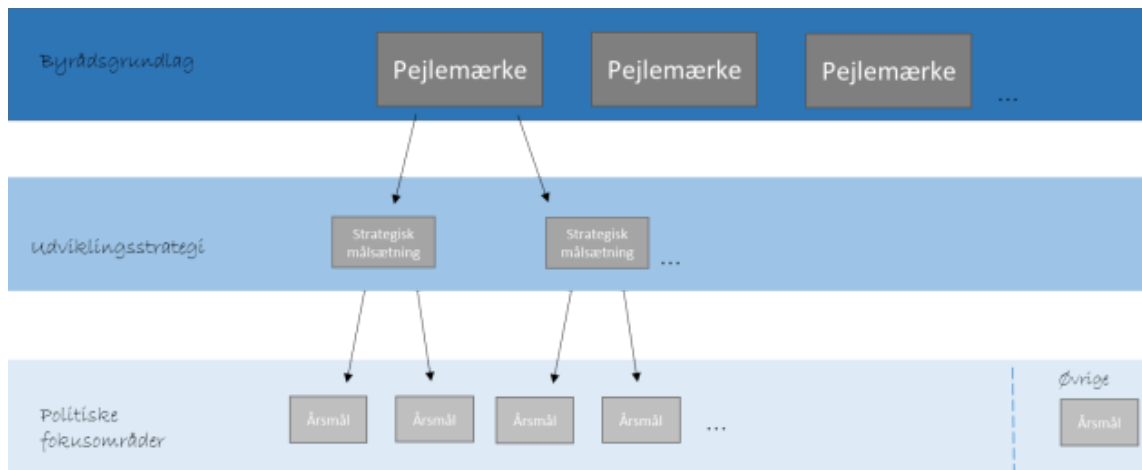 Byrådsgrundlag
Pejlemærke
Pejlemærke
Pejlemærke
...
Udviklingsstrategi
Strategisk
målsætning
Strategisk
målsætning
...
Politiske
fokusområder
Årsmål
Årsmål
Årsmål
Årsmål
...
Øvrige
Årsmål